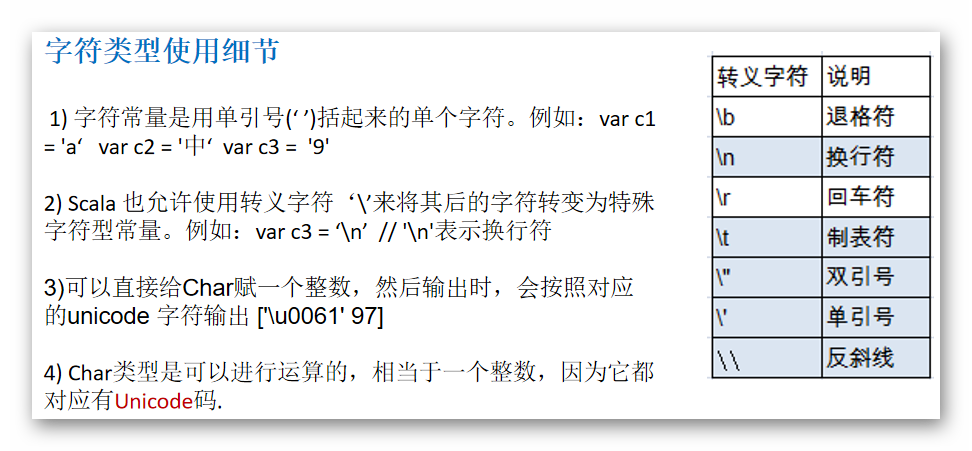 字符类型使用细节
1) 字符常量是用单引号(‘ ’)括起来的单个字符。例如：var c1
= 'a‘ var c2 = '中‘ var c3 = '9'
2) Scala 也允许使用转义字符‘\’来将其后的字符转变为特殊
字符型常量。例如：var c3 = ‘\n’ // '\n'表示换行符
3)可以直接给Char赋一个整数，然后输出时，会按照对应
的unicode 字符输出 ['\u0061' 97]
4) Char类型是可以进行运算的，相当于一个整数，因为它都
对应有Unicode码.
转义字符 说明
\b 退格符
\n 换行符
\r 回车符
\t 制表符
\" 双引号
\' 单引号
\\ 反斜线